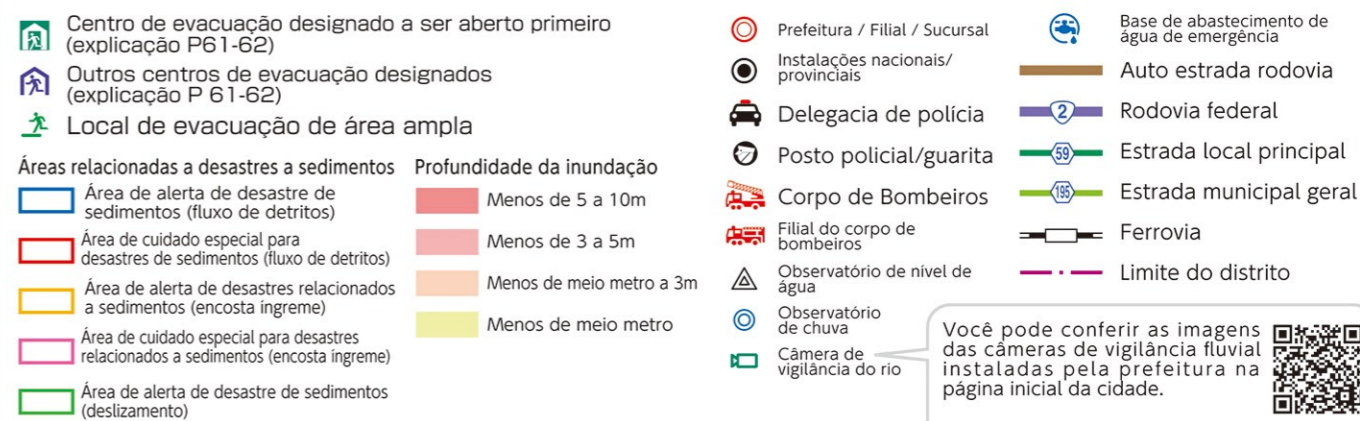 Centro de evacuação designado a ser aberto primeiro
(explicação P61-62)
Outros centros de evacuação designados
(explicação P 61-62)
Local de evacuação de área ampla
Áreas relacionadas a desastres a sedimentos
Área de alerta de desastre de
sedimentos (fluxo de detritos)
Área de cuidado especial para
desastres de sedimentos (fluxo de detritos)
Área de alerta de desastres relacionados
a sedimentos (encosta íngreme)
Área de cuidado especial para desastres
relacionados a sedimentos (encosta íngreme)
Área de alerta de desastre de sedimentos
(deslizamento)
Profundidade da inundação
Menos de 5 a 10m
Menos de 3 a 5m
Menos de meio metro a 3m
Menos de meio metro
Prefeitura / Filial / Sucursal
Instalações nacionais/
provinciais
Delegacia de polícia
Posto policial/guarita
Corpo de Bombeiros
Filial do corpo de
bombeiros
Observatório de nível de
água
Observatório
de chuva
Câmera de
vigilância do rio
Base de abastecimento de
água de emergência
Auto estrada rodovia
2
Rodovia federal
59
Estrada local principal
195
Estrada municipal geral
Ferrovia
Limite do distrito
Você pode conferir as imagens
das câmeras de vigilância fluvial
instaladas pela prefeitura na
página inicial da cidade.